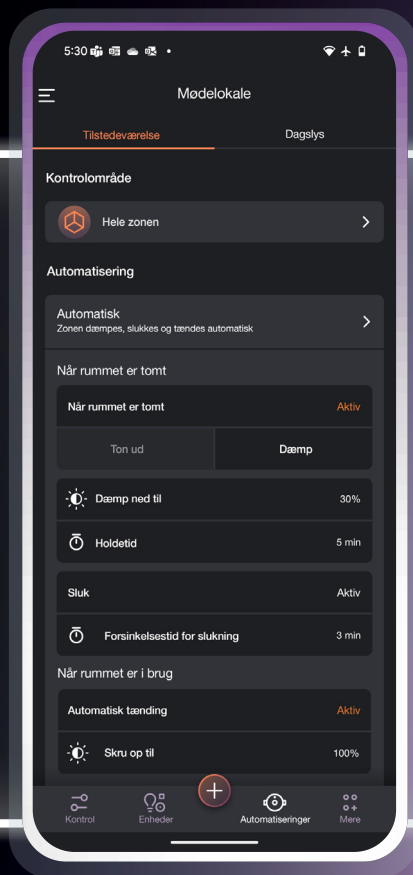 5:30
Mødelokale
Tilstedeværelse Dagslys
Kontrolområde
Hele zonen
Automatisering
Automatisk
Zonen dæmpes, slukkes og tændes automatisk
Når rummet er tomt
Når rummet er tomt Aktiv
Ton ud Dæmp
Dæmp ned til 30%
Holdetid 5 min
Sluk Aktiv
Forsinkelsestid for slukning 3 min
Når rummet er i brug
Automatisk tænding Aktiv
Skru op til 100%
Kontrol Enheder Automatiseringer Mere